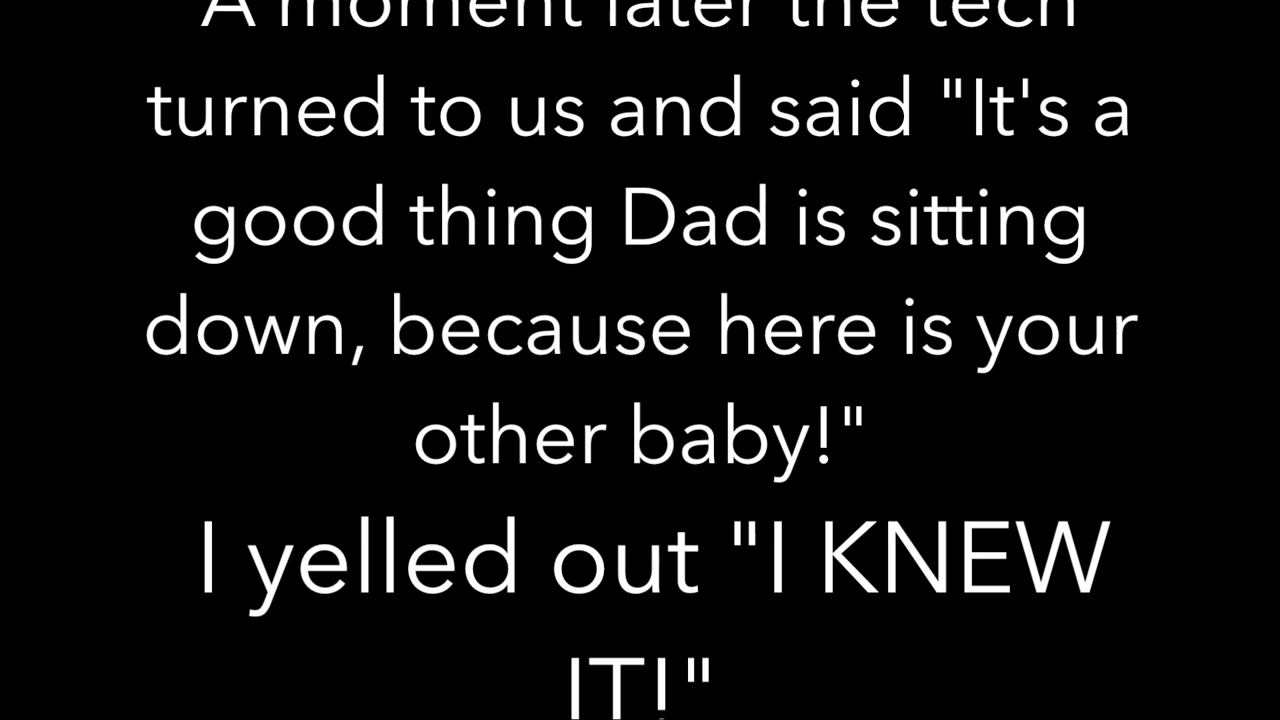 A moment later the tech
turned to us and said "It's a
good thing Dad is sitting
down, because here is your
other baby!"
I yelled out "I KNEW
IT!"